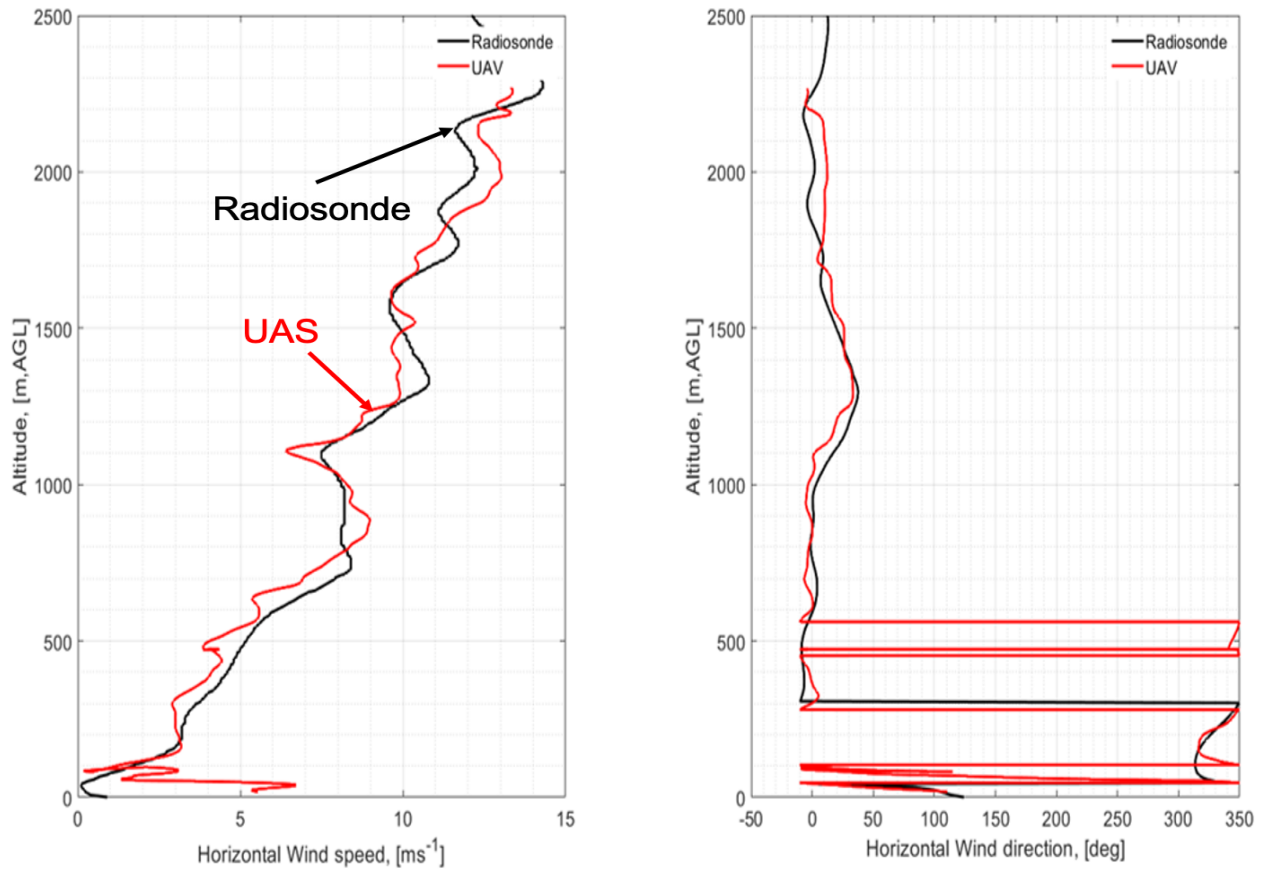 2500
2000
1500
1000
500
0
0
5
10
15
Altitude, [m,AGL]
Horizontal Wind speed, [ms-1]
Radiosonde
UAV
Radiosonde
UAS
2500
2000
1500
1000
500
0
-50
0
50
100
150
200
250
300
350
Altitude, [m,AGL]
Horizontal Wind direction, [deg]
Radiosonde
UAV